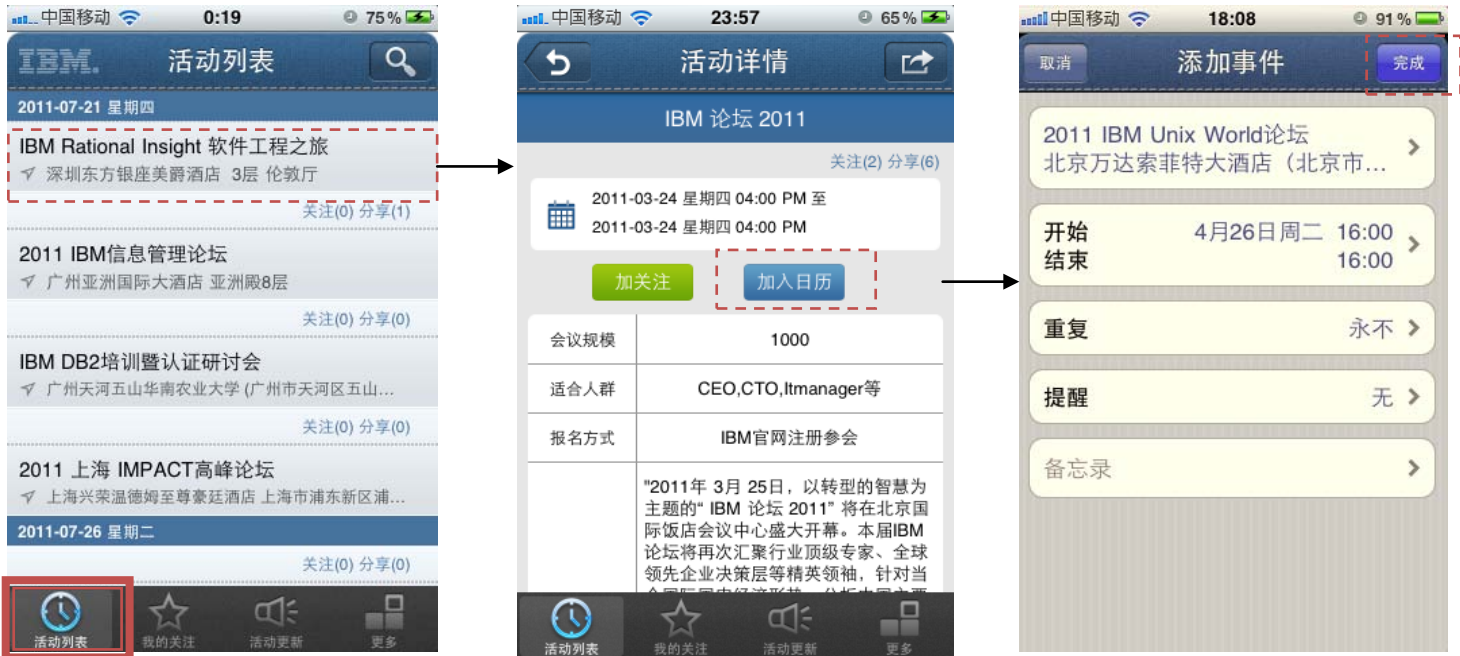 中国移动 0:19 75%
IBM. 活动列表
2011-07-21 星期四
IBM Rational Insight 软件工程之旅
深圳东方银座美爵酒店 3层 伦敦厅
关注(0) 分享(1)
2011 IBM信息管理论坛
广州亚洲国际大酒店 亚洲殿8层
关注(0) 分享(0)
IBM DB2培训暨认证研讨会
广州天河五山华南农业大学 (广州市天河区五山...
关注(0) 分享(0)
2011 上海 IMPACT高峰论坛
上海兴荣温德姆至尊豪廷酒店 上海市浦东新区浦...
2011-07-26 星期二
关注(0) 分享(0)
活动列表 我的关注 活动更新 更多
中国移动 23:57 65%
活动详情
IBM 论坛 2011
关注(2) 分享(6)
2011-03-24 星期四 04:00 PM 至
2011-03-24 星期四 04:00 PM
加关注 加入日历
会议规模 1000
适合人群 CEO,CTO,Itmanager等
报名方式 IBM官网注册参会
"2011年 3月 25日，以转型的智慧为
主题的“ IBM 论坛 2011” 将在北京国
际饭店会议中心盛大开幕。本届IBM
论坛将再次汇聚行业顶级专家、全球
领先企业决策层等精英领袖，针对当
活动列表 我的关注 活动更新 更多
中国移动 18:08 91%
取消 添加事件 完成
2011 IBM Unix World论坛
北京万达索菲特大酒店（北京市...
开始 4月26日周二 16:00
结束 16:00
重复 永不
提醒 无
备忘录